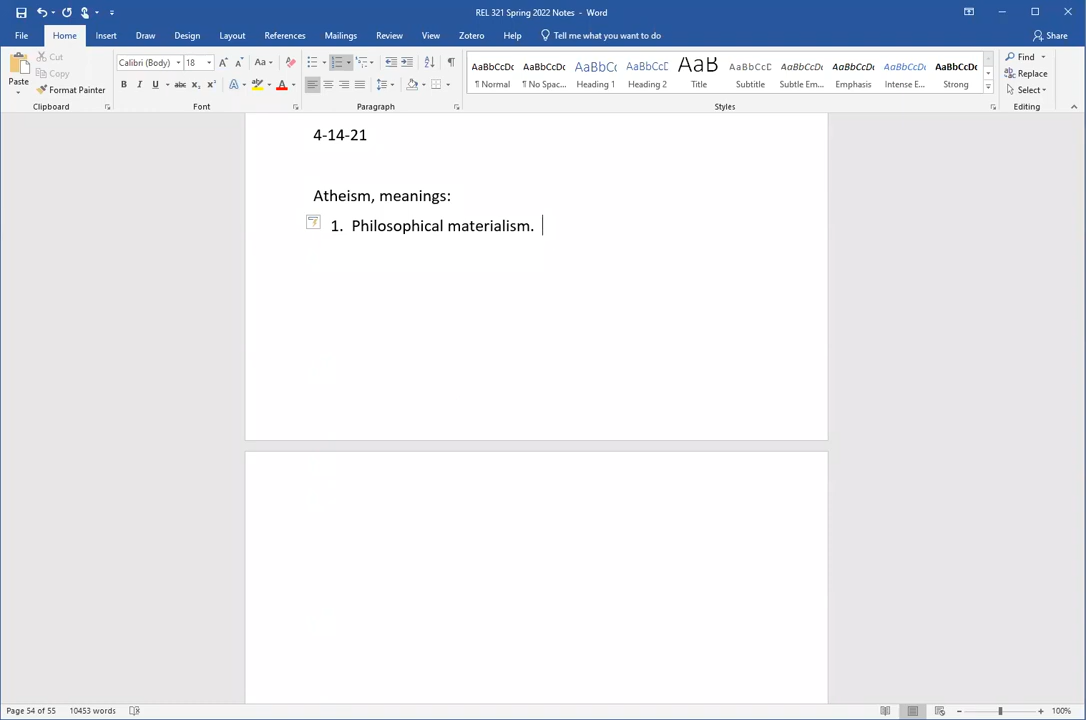 REL 321 Spring 2022 Notes - Word
File Home Insert Draw Design Layout References Mailings Review View Zotero Help Tell me what you want to do Share
Paste Cut Copy Format Painter
Calibri (Body) 18
AaBbCcDc AaBbCcDc AaBbCc AaBbCcD AaB AaBbCcD AaBbCcDc AaBbCcDc AaBbCcDc AaBbCcDc
¶ Normal ¶ No Spac... Heading 1 Heading 2 Title Subtitle Subtle Em... Emphasis Intense E... Strong
Find Replace Select
Clipboard Font Paragraph Styles Editing
4-14-21
Atheism, meanings:
1. Philosophical materialism.
Page 54 of 55 10453 words 100%